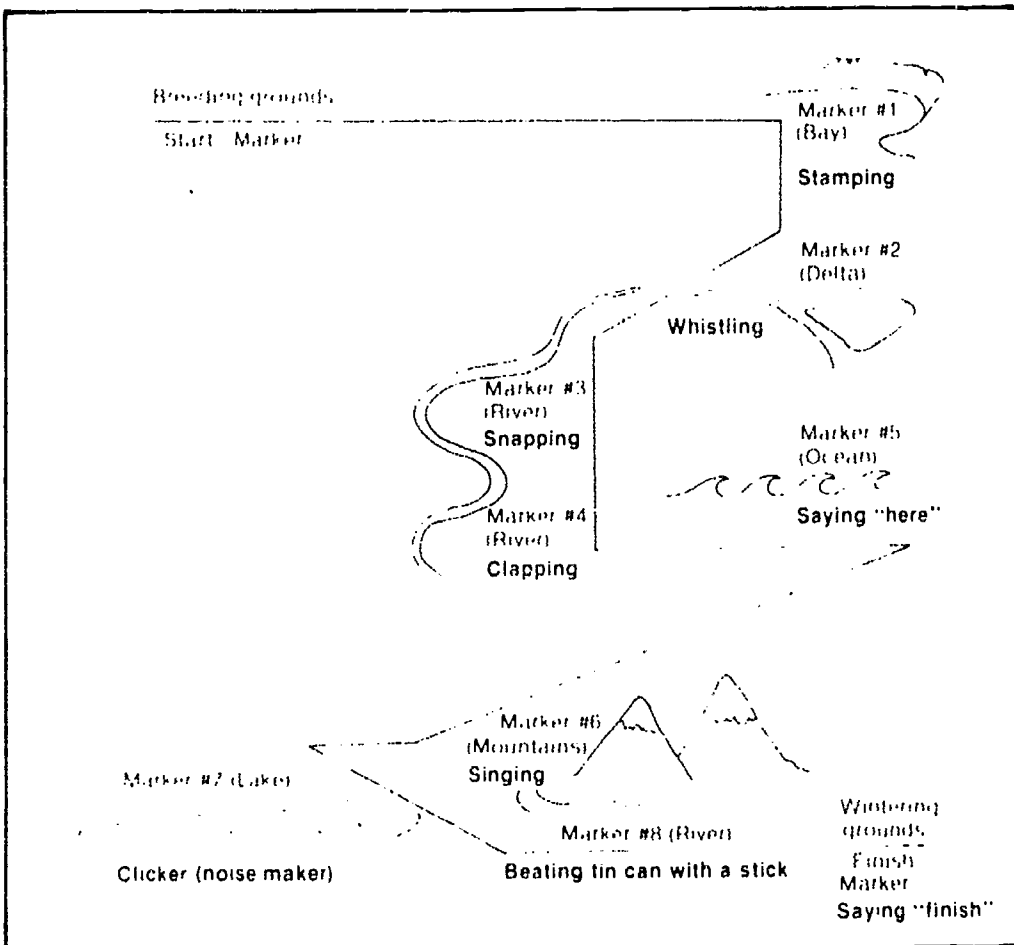 Breeding grounds
Start Marker
Marker #1
(Bay)
Stamping
Marker #2
(Delta)
Whistling
Marker #3
(River)
Snapping
Marker #5
(Ocean)
Saying "here"
Marker #4
(River)
Clapping
Marker #6
(Mountains)
Singing
Marker #7 (Lake)
Clicker (noise maker)
Marker #8 (River)
Beating tin can with a stick
Wintering
grounds
Finish
Marker
Saying "finish"